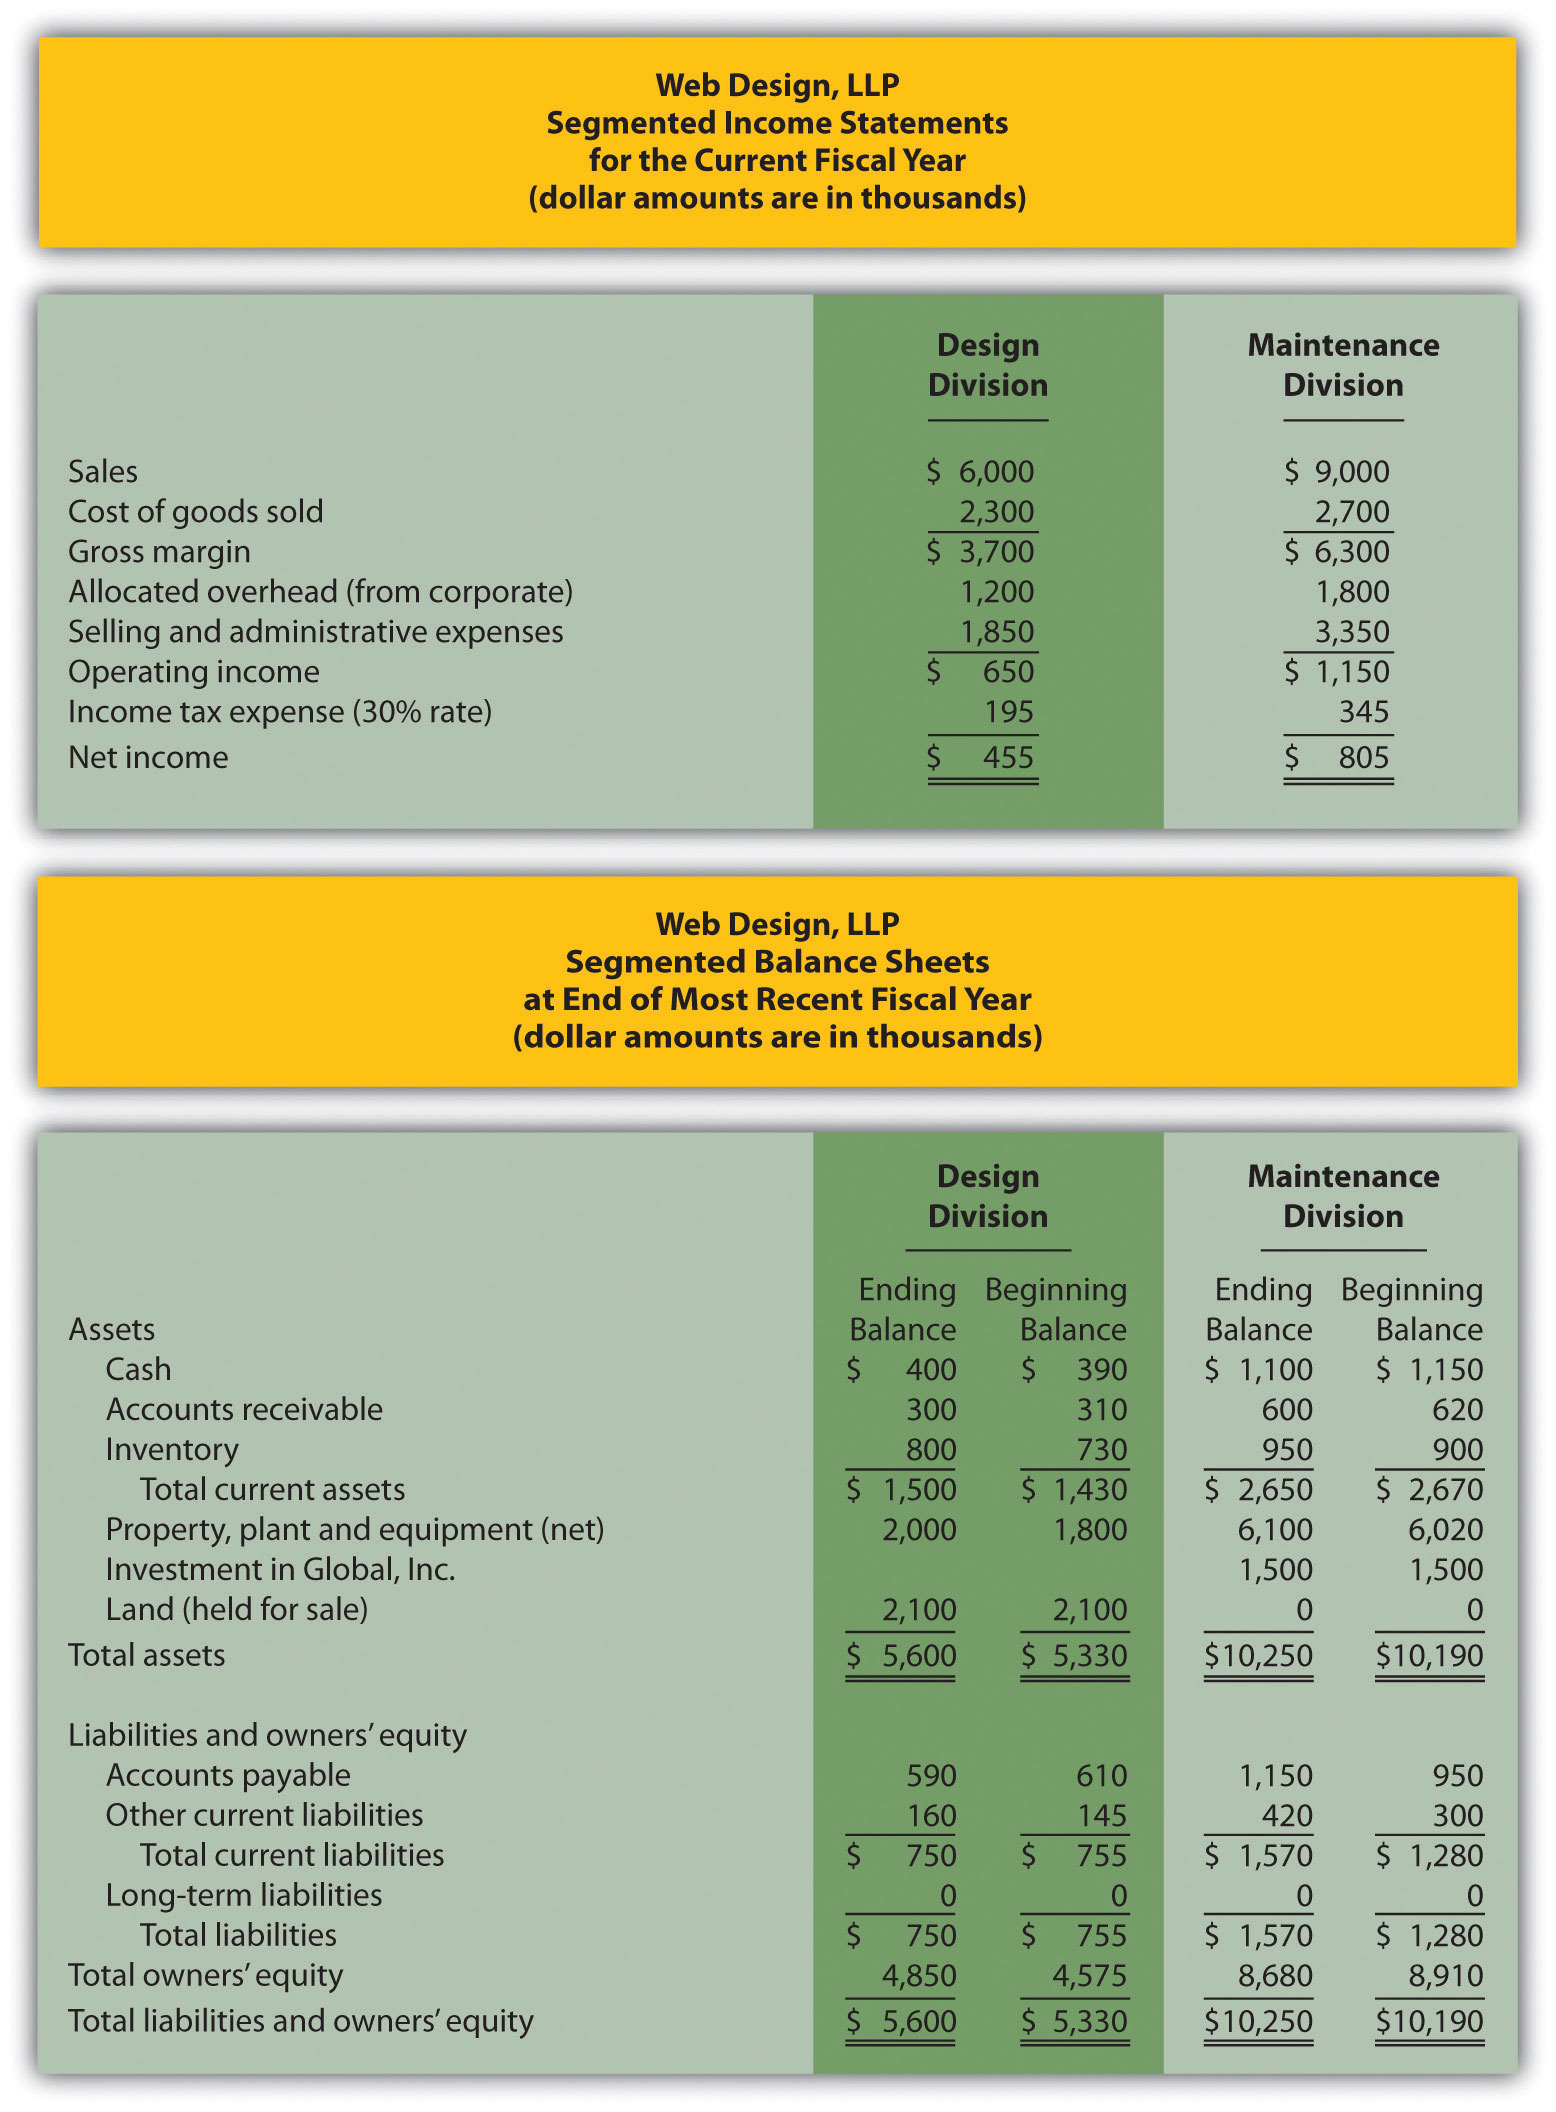 Web Design, LLP
Segmented Income Statements
for the Current Fiscal Year
(dollar amounts are in thousands)
Design Maintenance
Division Division
Sales $ 6,000 $ 9,000
Cost of goods sold 2,300 2,700
Gross margin $ 3,700 $ 6,300
Allocated overhead (from corporate) 1,200 1,800
Selling and administrative expenses 1,850 3,350
Operating income $ 650 $ 1,150
Income tax expense (30% rate) 195 345
Net income $ 455 $ 805
Web Design, LLP
Segmented Balance Sheets
at End of Most Recent Fiscal Year
(dollar amounts are in thousands)
Design Maintenance
Division Division
Ending Beginning Ending Beginning
Assets Balance Balance Balance Balance
Cash $ 400 $ 390 $ 1,100 $ 1,150
Accounts receivable 300 310 600 620
Inventory 800 730 950 900
Total current assets $ 1,500 $ 1,430 $ 2,650 $ 2,670
Property, plant and equipment (net) 2,000 1,800 6,100 6,020
Investment in Global, Inc. 1,500 1,500
Land (held for sale) 2,100 2,100 0 0
Total assets $ 5,600 $ 5,330 $10,250 $10,190
Liabilities and owners’ equity
Accounts payable 590 610 1,150 950
Other current liabilities 160 145 420 300
Total current liabilities $ 750 $ 755 $ 1,570 $ 1,280
Long-term liabilities 0 0 0 0
Total liabilities $ 750 $ 755 $ 1,570 $ 1,280
Total owners’ equity 4,850 4,575 8,680 8,910
Total liabilities and owners’ equity $ 5,600 $ 5,330 $10,250 $10,190